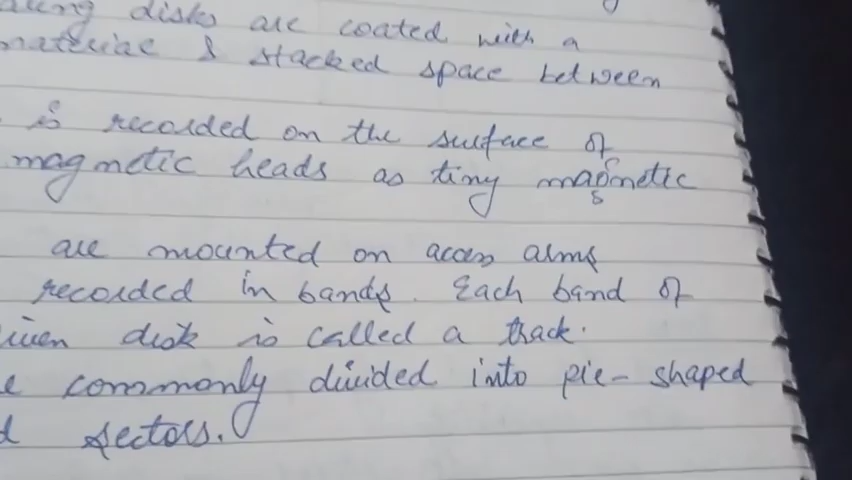 disks are coated with a
material & stacked space between
is recorded on the surface of
magnetic heads as tiny magnetic
are mounted on access arms
recorded in bands. Each band of
disk is called a track.
commonly divided into pie-shaped
sectors.